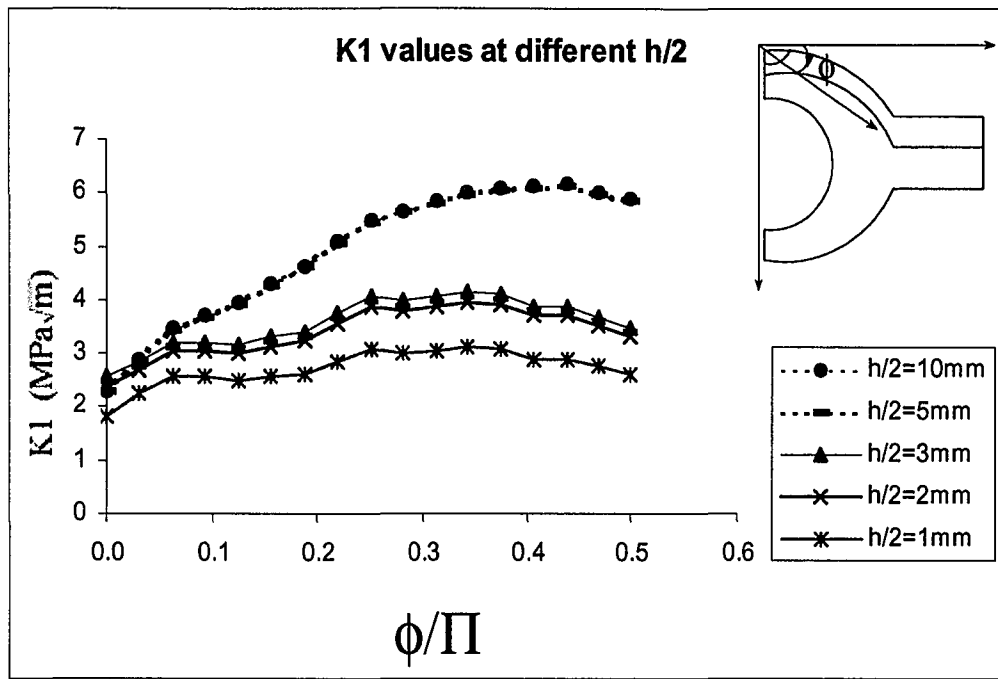 K1 values at different h/2
ϕ
K1 (MPa√m)
7
6
5
4
3
2
1
0
0.0 0.1 0.2 0.3 0.4 0.5 0.6
ϕ/Π
h/2=10mm
h/2=5mm
h/2=3mm
h/2=2mm
h/2=1mm